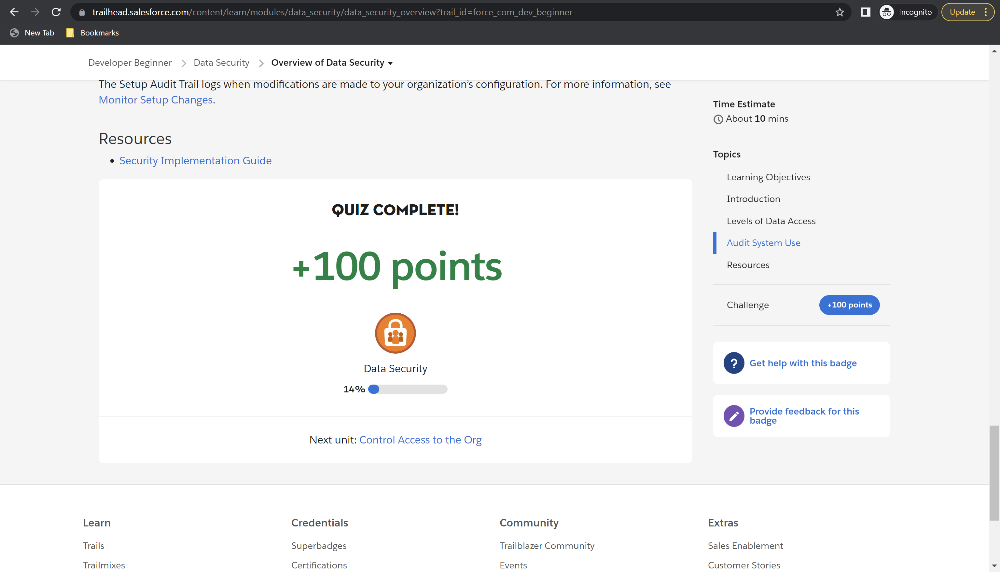 trailhead.salesforce.com/content/learn/modules/data_security/data_security_overview?trail_id=force_com_dev_beginner
Incognito
Update
New Tab
Bookmarks
Developer Beginner
Data Security
Overview of Data Security
The Setup Audit Trail logs when modifications are made to your organization’s configuration. For more information, see
Monitor Setup Changes.
Resources
Security Implementation Guide
QUIZ COMPLETE!
+100 points
Data Security
14%
Next unit: Control Access to the Org
Time Estimate
About 10 mins
Topics
Learning Objectives
Introduction
Levels of Data Access
Audit System Use
Resources
Challenge
+100 points
?
Get help with this badge
Provide feedback for this
badge
Learn
Trails
Trailmixes
Credentials
Superbadges
Certifications
Community
Trailblazer Community
Events
Extras
Sales Enablement
Customer Stories